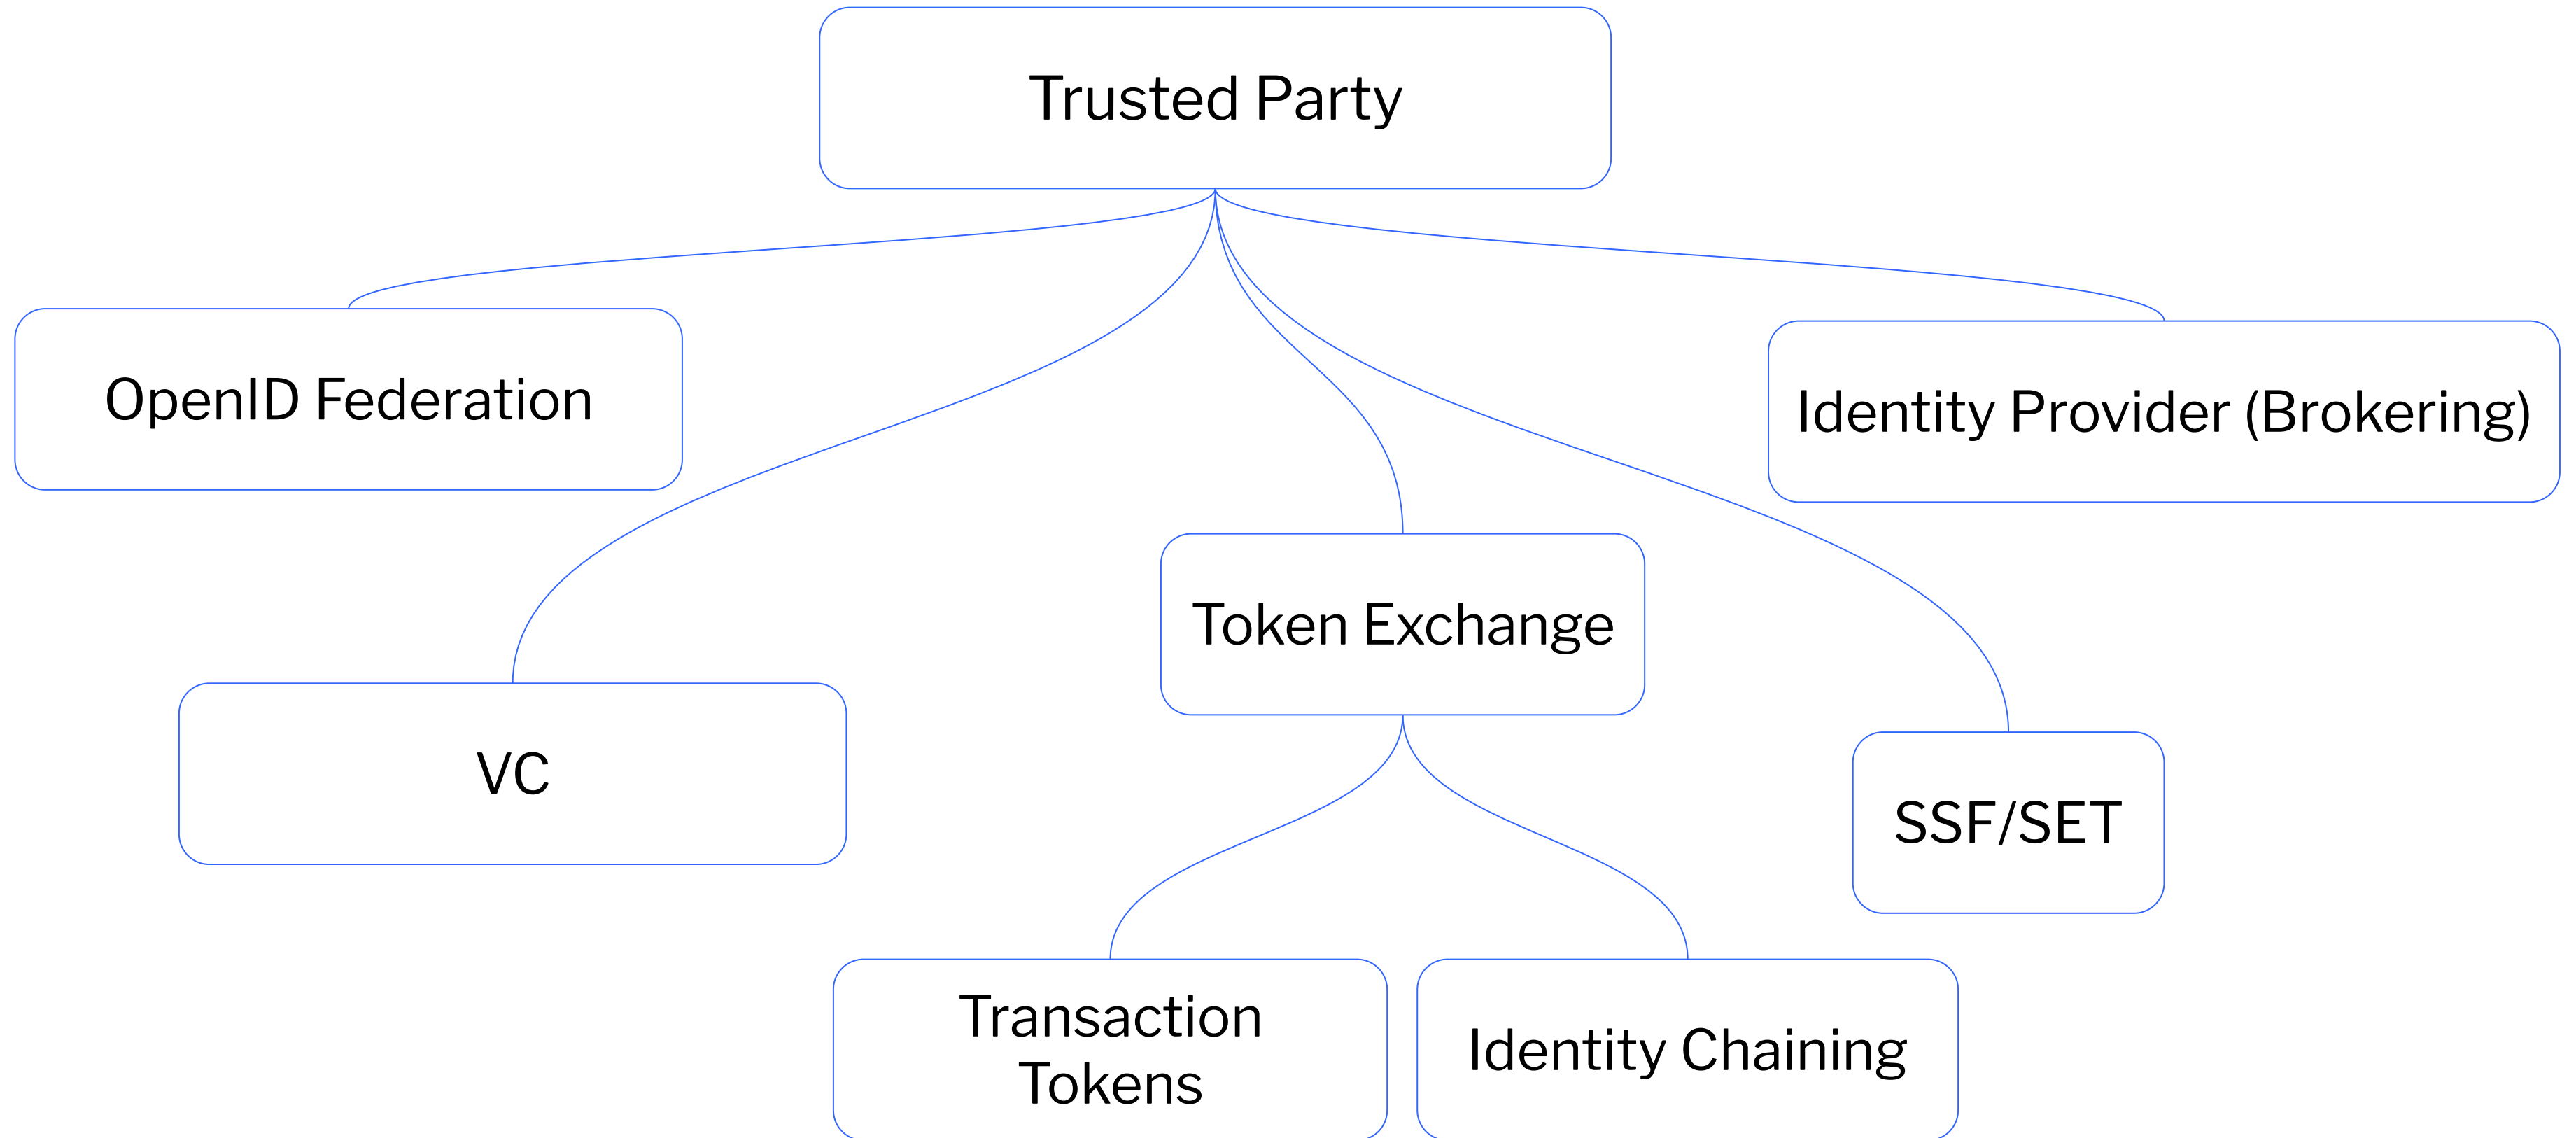 Trusted Party
OpenID Federation
Identity Provider (Brokering)
Token Exchange
VC
SSF/SET
Transaction
Tokens
Identity Chaining